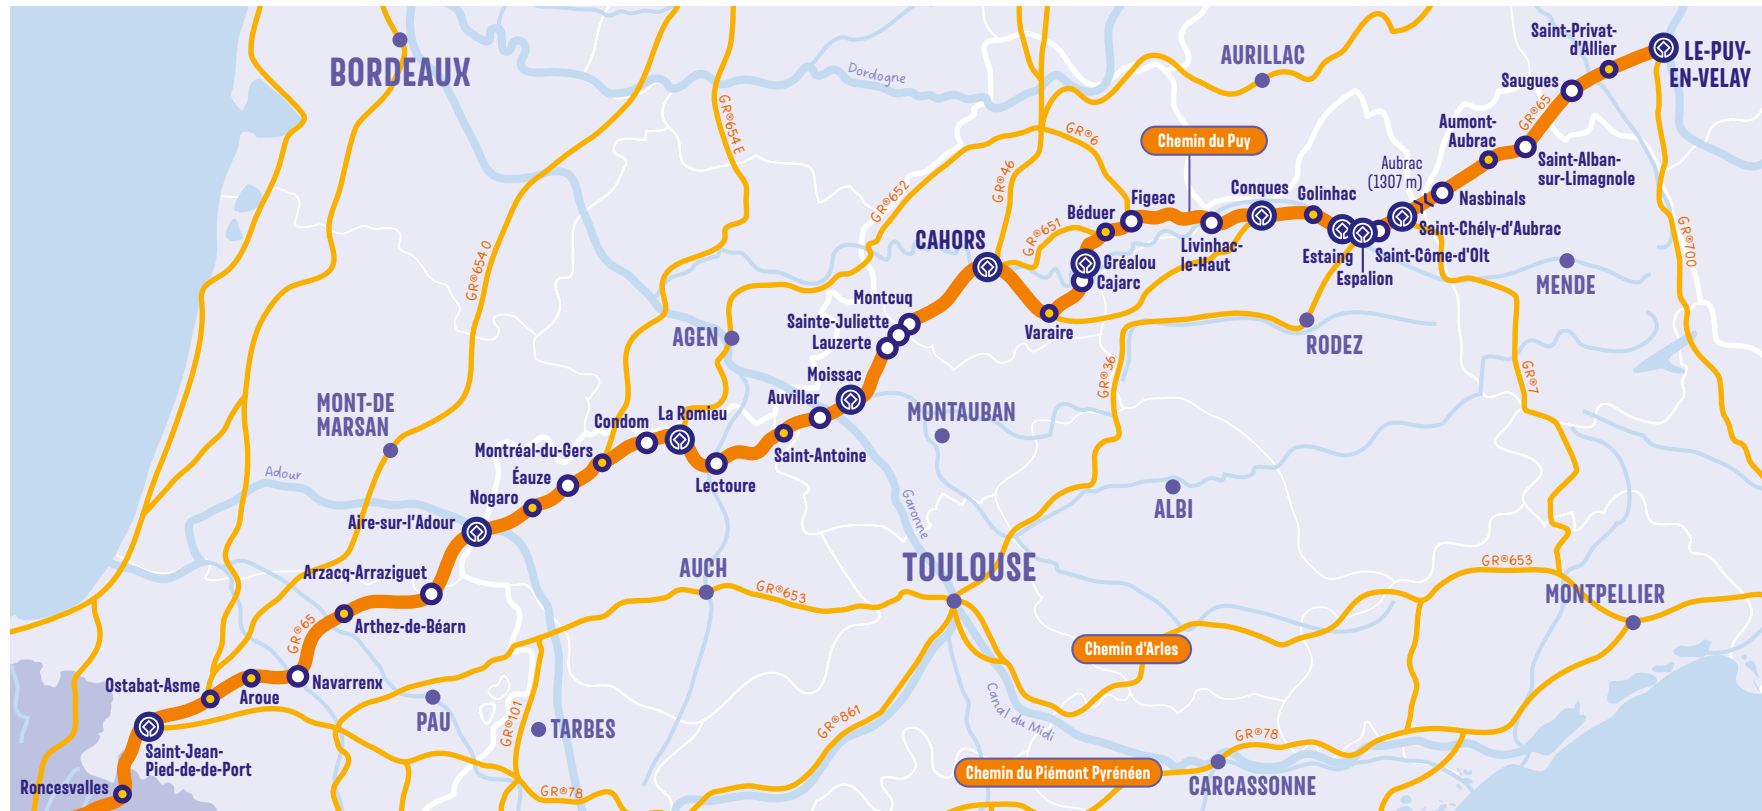 BORDEAUX
Dordogne
AURILLAC
Saint-Privat-
d'Allier
LE-PUY-
EN-VELAY
Saugues
GR®65
Aumont-
Aubrac
Saint-Alban-
sur-Limagnole
Aubrac
(1307 m)
Nasbinals
GR®654 E
GR®6
Chemin du Puy
GR®46
GR®652
Figeac
Conques
Golinhac
Béduer
GR®651
CAHORS
Livinhac-
le-Haut
Saint-Chély-d'Aubrac
Estaing
Saint-Côme-d'Olt
Espalion
GR®700
MENDE
Gréalou
Cajarc
GR®654 O
Montcuq
Sainte-Juliette
Lauzerte
Varaire
AGEN
RODEZ
Moissac
GR®36
GR®7
Auvillar
MONT-DE
MARSAN
La Romieu
Condom
MONTAUBAN
Montréal-du-Gers
Saint-Antoine
Éauze
Lectoure
Adour
Nogaro
Garonne
ALBI
Aire-sur-l'Adour
TOULOUSE
Arzacq-Arraziguet
AUCH
GR®653
GR®653
MONTPELLIER
Arthez-de-Béarn
GR®65
Chemin d'Arles
Ostabat-Asme
Aroue
Navarrenx
PAU
GR®101
TARBES
GR®861
Canal du Midi
GR®78
Saint-Jean-
Pied-de-de-Port
Chemin du Piémont Pyrénéen
CARCASSONNE
Roncesvalles
GR®78